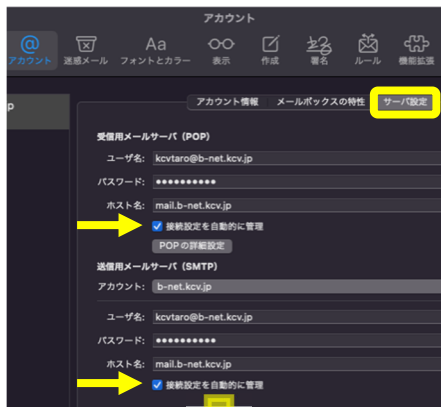 アカウント
アカウント 迷惑メール フォントとカラー 表示 作成 署名 ルール 機能拡張
p
アカウント情報 メールボックスの特性 サーバ設定
受信用メールサーバ（POP）
ユーザ名: kcvtaro@b-net.kcv.jp
パスワード: ●●●●●●●●●●
ホスト名: mail.b-net.kcv.jp
接続設定を自動的に管理
POP の詳細設定
送信用メールサーバ（SMTP）
アカウント: b-net.kcv.jp
ユーザ名: kcvtaro@b-net.kcv.jp
パスワード: ●●●●●●●●●●
ホスト名: mail.b-net.kcv.jp
接続設定を自動的に管理